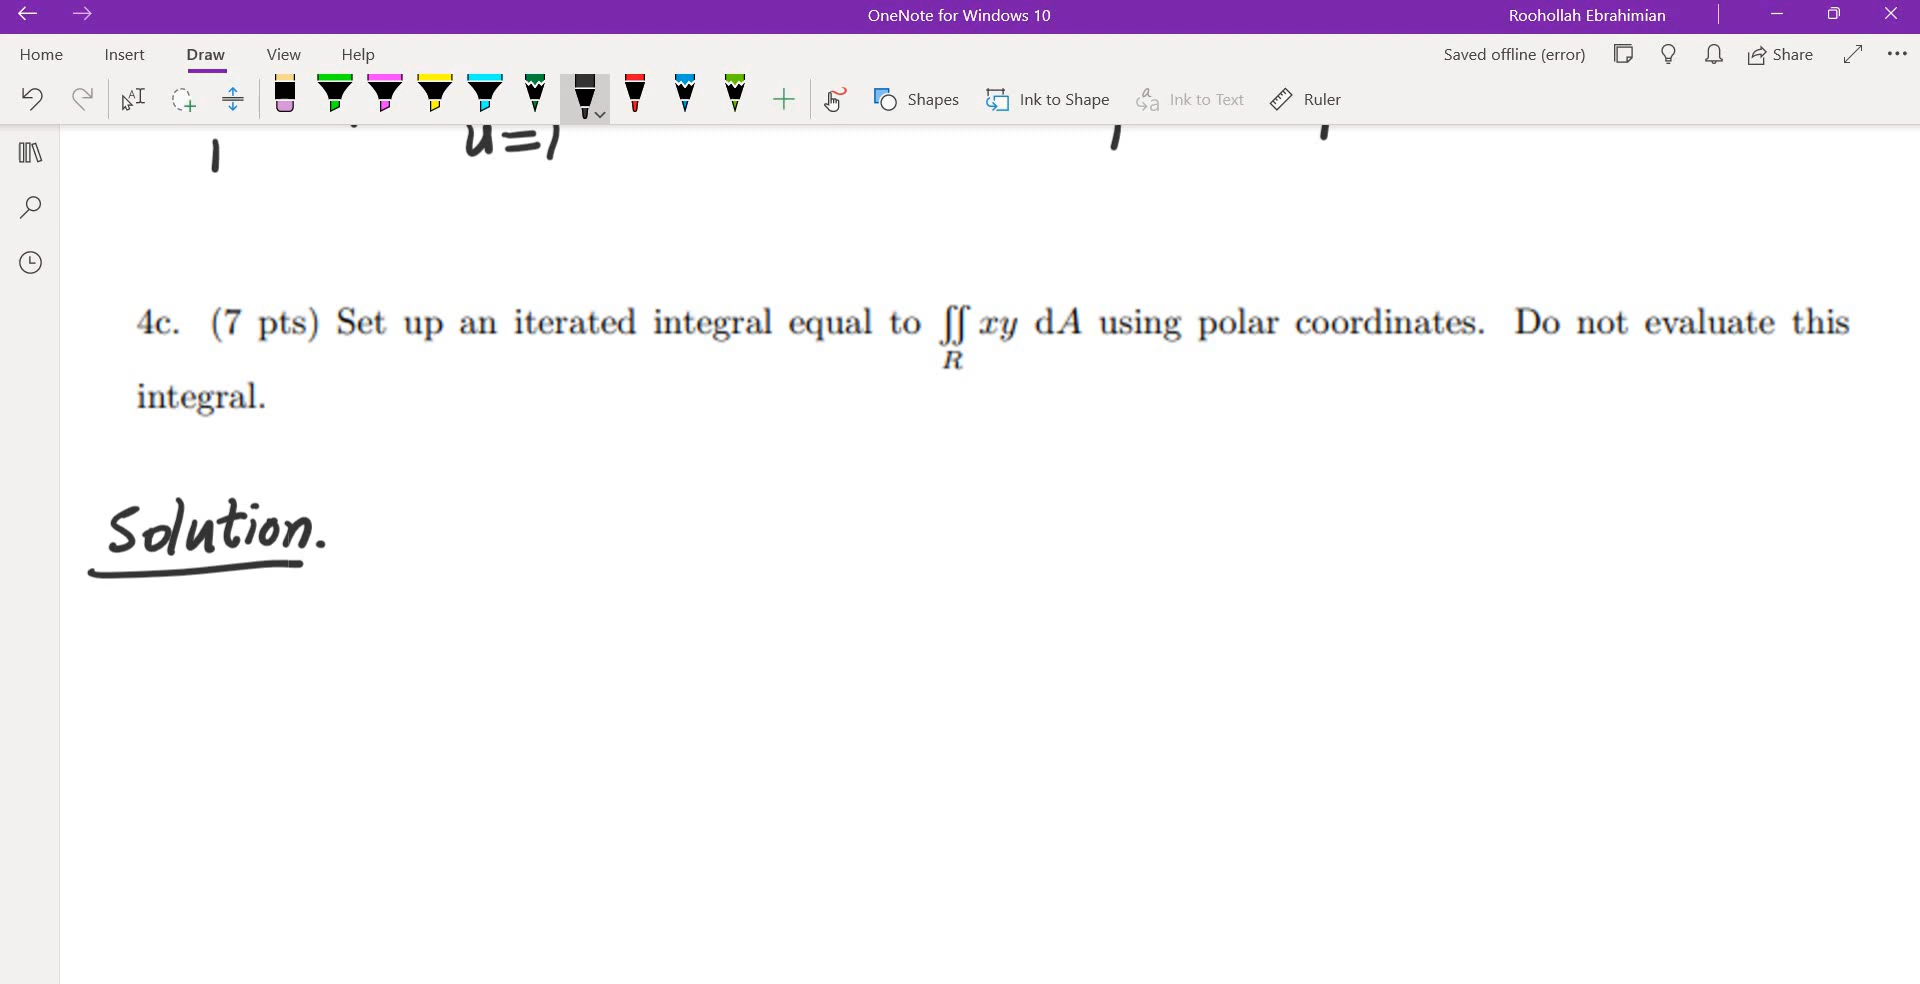 OneNote for Windows 10
Roohollah Ebrahimian
Home Insert Draw View Help
Saved offline (error) Share
Shapes Ink to Shape Ink to Text Ruler
1 u=1
4c. (7 pts) Set up an iterated integral equal to ∬_R xy dA using polar coordinates. Do not evaluate this
integral.
Solution.